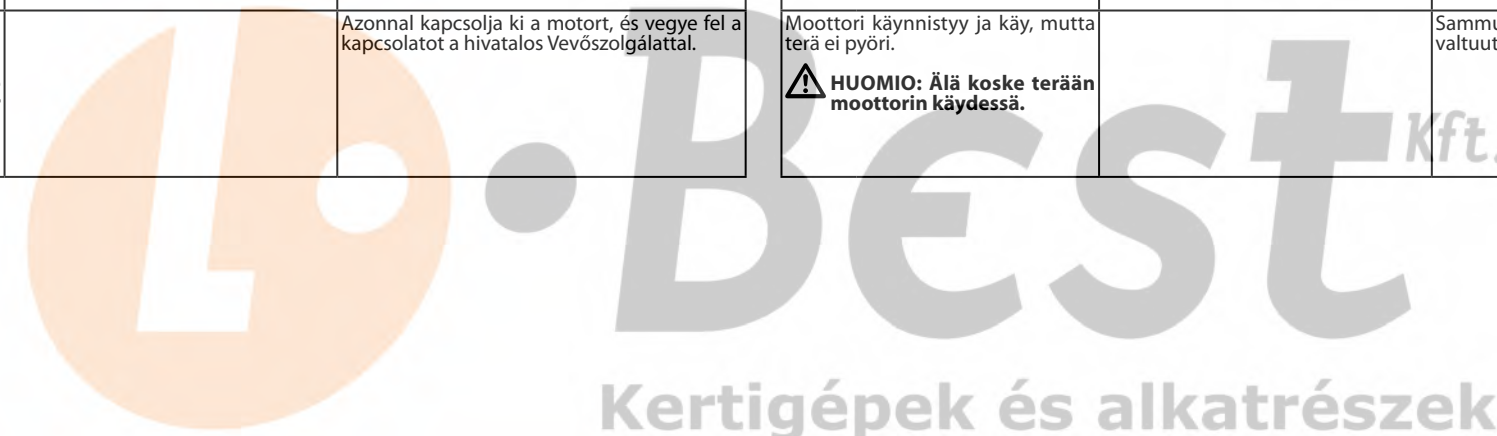 Azonnal kapcsolja ki a motort, és vegye fel a
kapcsolatot a hivatalos Vevőszolgálattal.
Moottori käynnistyy ja käy, mutta
terä ei pyöri.
HUOMIO: Älä koske terään
moottorin käydessä.
L•Best Kft.
Kertigépek és alkatrészek